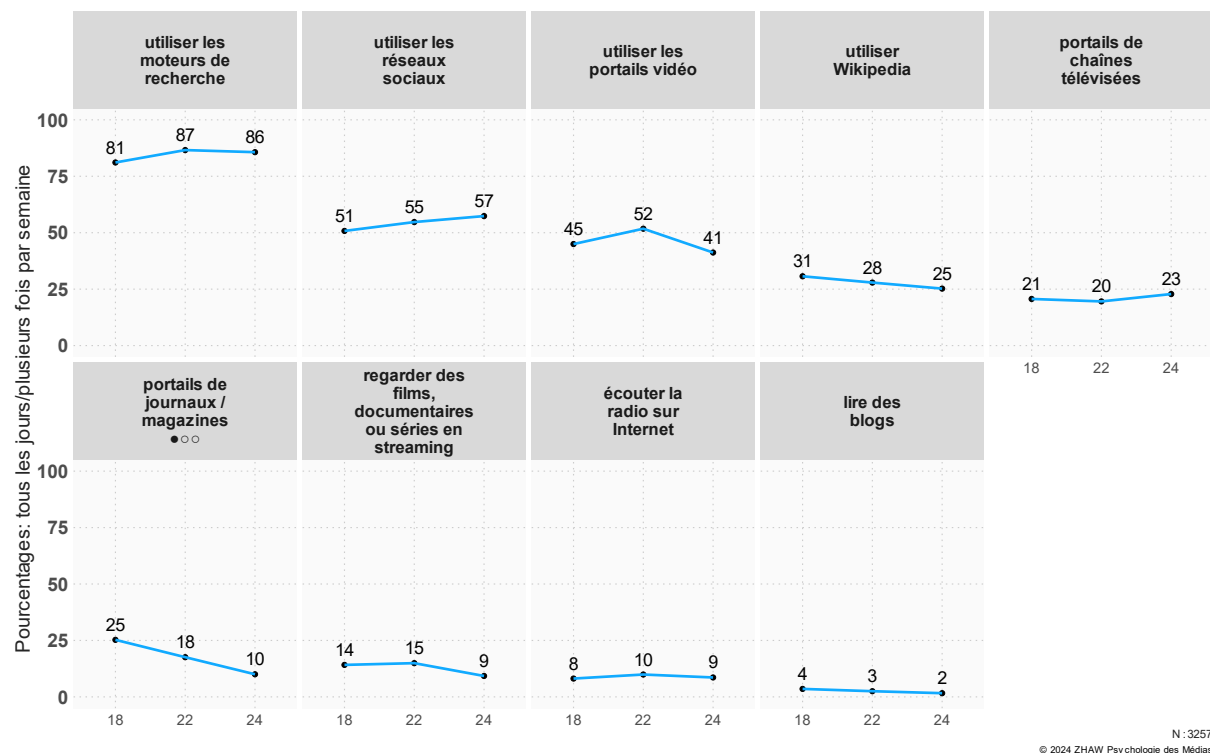 utiliser les
moteurs de
recherche
utiliser les
réseaux
sociaux
utiliser les
portails vidéo
utiliser
Wikipedia
portails de
chaînes
télévisées
Pourcentages: tous les jours/plusieurs fois par semaine
100
75
50
25
0
81
87
86
51
55
57
45
52
41
31
28
25
21
20
23
18
22
24
portails de
journaux /
magazines
●○○
regarder des
films,
documentaires
ou séries en
streaming
écouter la
radio sur
Internet
lire des
blogs
100
75
50
25
0
25
18
10
14
15
9
8
10
9
4
3
2
18
22
24
18
22
24
18
22
24
18
22
24
N : 3257
© 2024 ZHAW Psychologie des Médias